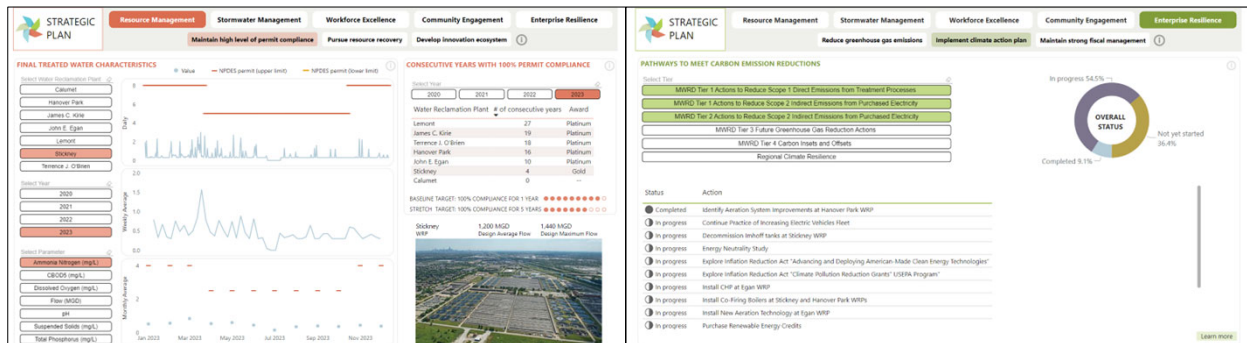 STRATEGIC
PLAN
Resource Management
Stormwater Management
Workforce Excellence
Community Engagement
Enterprise Resilience
Maintain high level of permit compliance
Pursue resource recovery
Develop innovation ecosystem
FINAL TREATED WATER CHARACTERISTICS
Value
NPDES permit (upper limit)
NPDES permit (lower limit)
Select Water Reclamation Plant
Calumet
Hanover Park
James C. Kirie
John E. Egan
Lemont
Stickney
Terrence J. O'Brien
Select Year
2020
2021
2022
2023
Select Parameter
Ammonia Nitrogen (mg/L)
CBOD5 (mg/L)
Dissolved Oxygen (mg/L)
Flow (MGD)
pH
Suspended Solids (mg/L)
Total Phosphorus (mg/L)
Daily
8
6
4
2
0
Weekly Average
2.0
1.5
1.0
0.5
0.0
Monthly Average
4
2
0
Jan 2023 Mar 2023 May 2023 Jul 2023 Sep 2023 Nov 2023
CONSECUTIVE YEARS WITH 100% PERMIT COMPLIANCE
Select Year
2020 2021 2022 2023
Water Reclamation Plant # of consecutive years Award
Lemont 27 Platinum
James C. Kirie 19 Platinum
Terrence J. O'Brien 18 Platinum
Hanover Park 16 Platinum
John E. Egan 10 Platinum
Stickney 4 Gold
Calumet 0 --
BASELINE TARGET: 100% COMPLIANCE FOR 1 YEAR
STRETCH TARGET: 100% COMPLIANCE FOR 5 YEARS
Stickney 1,200 MGD 1,440 MGD
WRP Design Average Flow Design Maximum Flow
STRATEGIC
PLAN
Resource Management
Stormwater Management
Workforce Excellence
Community Engagement
Enterprise Resilience
Reduce greenhouse gas emissions
Implement climate action plan
Maintain strong fiscal management
PATHWAYS TO MEET CARBON EMISSION REDUCTIONS
Select Tier
MWRD Tier 1 Actions to Reduce Scope 1 Direct Emissions from Treatment Processes
MWRD Tier 1 Actions to Reduce Scope 2 Indirect Emissions from Purchased Electricity
MWRD Tier 2 Actions to Reduce Scope 2 Indirect Emissions from Purchased Electricity
MWRD Tier 3 Future Greenhouse Gas Reduction Actions
MWRD Tier 4 Carbon Insets and Offsets
Regional Climate Resilience
In progress 54.5%
OVERALL
STATUS
Not yet started
36.4%
Completed 9.1%
Status Action
Completed Identify Aeration System Improvements at Hanover Park WRP
In progress Continue Practice of Increasing Electric Vehicles Fleet
In progress Decommission Imhoff tanks at Stickney WRP
In progress Energy Neutrality Study
In progress Explore Inflation Reduction Act "Advancing and Deploying American-Made Clean Energy Technologies"
In progress Explore Inflation Reduction Act "Climate Pollution Reduction Grants" USEPA Program"
In progress Install CHP at Egan WRP
In progress Install Co-Firing Boilers at Stickney and Hanover Park WRPs
In progress Install New Aeration Technology at Egan WRP
In progress Purchase Renewable Energy Credits
Learn more